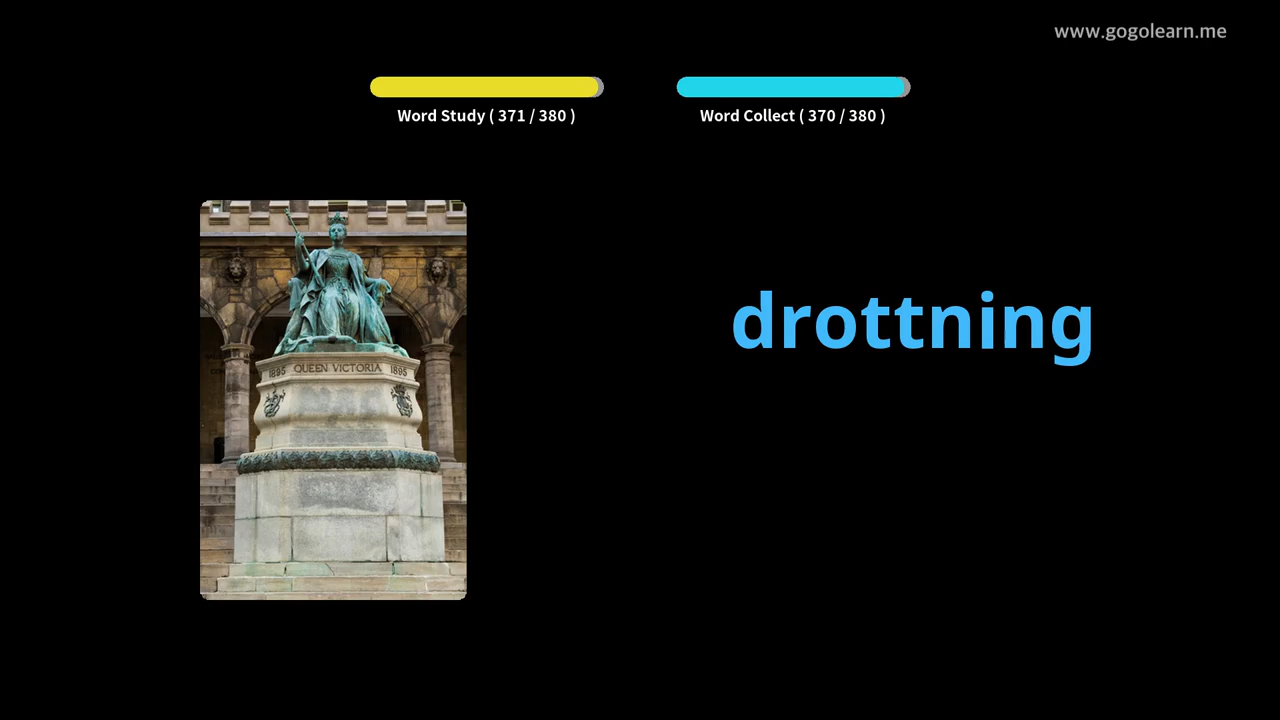 www.gogolearn.me
Word Study ( 371 / 380 )
Word Collect ( 370 / 380 )
drottning
1895 QUEEN VICTORIA 1895